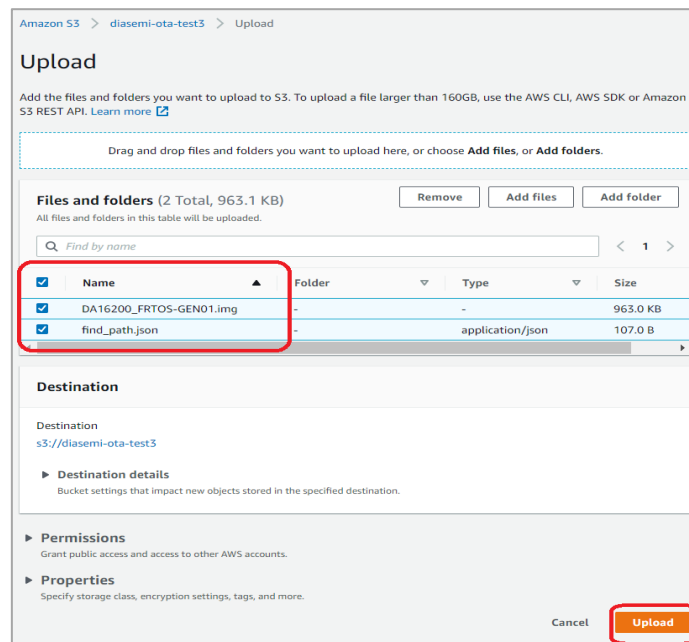 Amazon S3 > diasemi-ota-test3 > Upload
Upload
Add the files and folders you want to upload to S3. To upload a file larger than 160GB, use the AWS CLI, AWS SDK or Amazon
S3 REST API. Learn more
Drag and drop files and folders you want to upload here, or choose Add files, or Add folders.
Files and folders (2 Total, 963.1 KB)
All files and folders in this table will be uploaded.
Remove
Add files
Add folder
Find by name
< 1 >
Name Folder Type Size
DA16200_FRTOS-GEN01.img - - 963.0 KB
find_path.json - application/json 107.0 B
Destination
Destination
s3://diasemi-ota-test3
Destination details
Bucket settings that impact new objects stored in the specified destination.
Permissions
Grant public access and access to other AWS accounts.
Properties
Specify storage class, encryption settings, tags, and more.
Cancel Upload